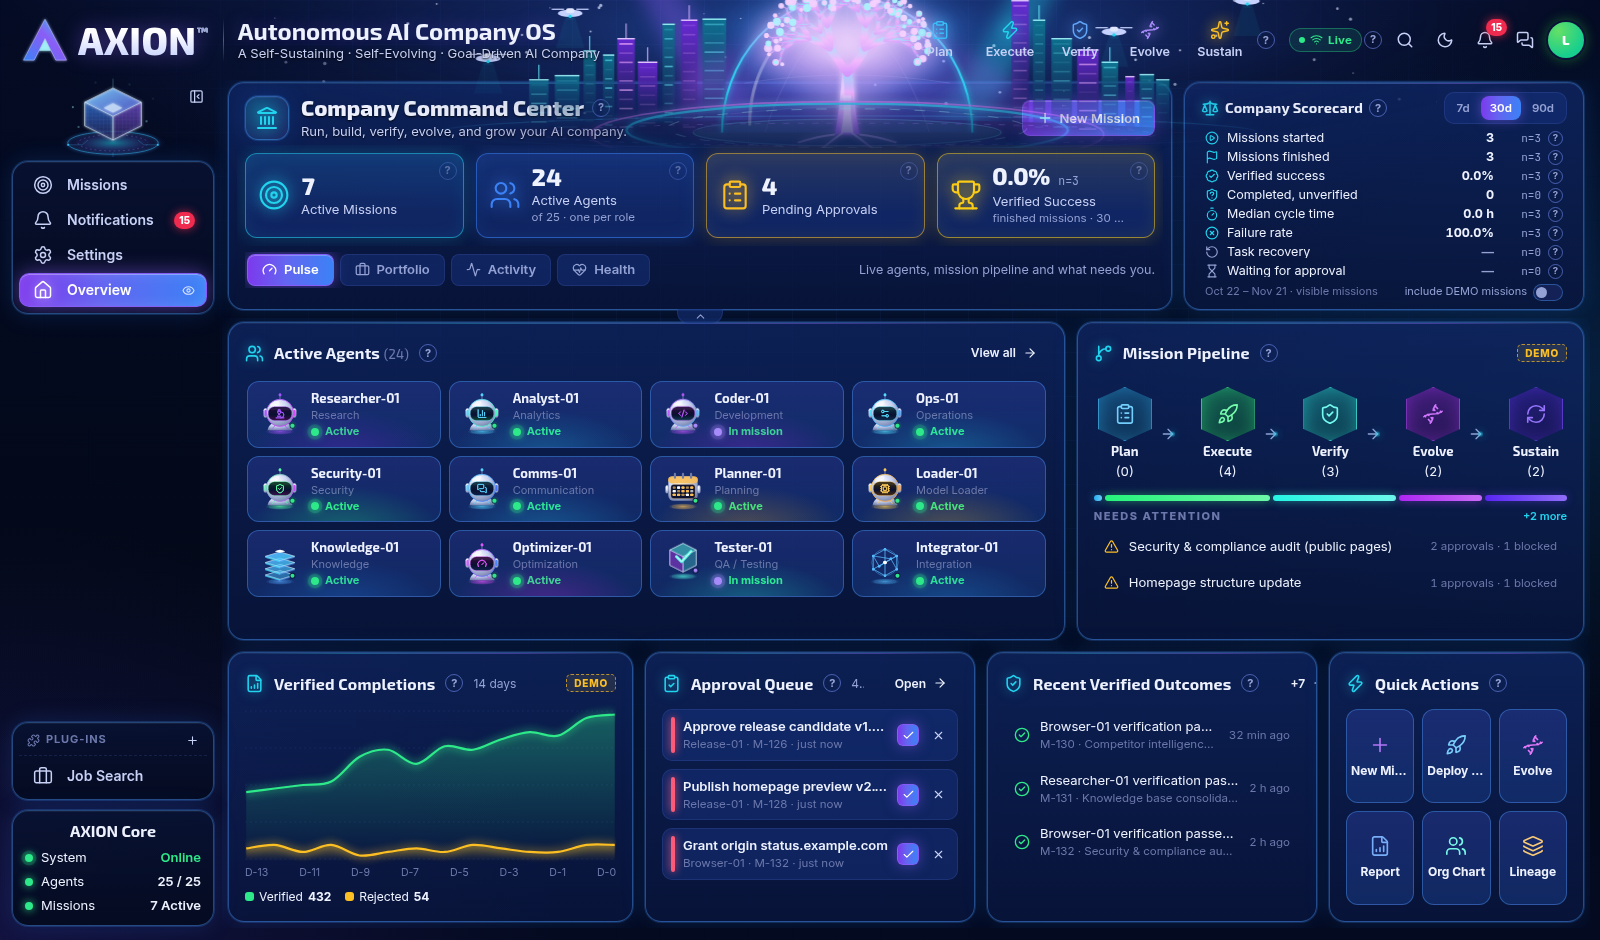 AXION™
Autonomous AI Company OS
A Self-Sustaining · Self-Evolving · Goal-Driven AI Company
Plan
Execute
Verify
Evolve
Sustain
?
Live
?
15
L
Missions
Notifications 15
Settings
Overview
PLUG-INS +
Job Search
AXION Core
System Online
Agents 25 / 25
Missions 7 Active
Company Command Center ?
Run, build, verify, evolve, and grow your AI company.
+ New Mission
7
Active Missions
?
24
Active Agents
of 25 · one per role
?
4
Pending Approvals
?
0.0% n=3
Verified Success
finished missions · 30 ...
?
Pulse
Portfolio
Activity
Health
Live agents, mission pipeline and what needs you.
Company Scorecard ?
7d 30d 90d
Missions started 3 n=3 ?
Missions finished 3 n=3 ?
Verified success 0.0% n=3 ?
Completed, unverified 0 n=0 ?
Median cycle time 0.0 h n=3 ?
Failure rate 100.0% n=3 ?
Task recovery — n=0 ?
Waiting for approval — n=0 ?
Oct 22 – Nov 21 · visible missions include DEMO missions
Active Agents (24) ?
View all →
Researcher-01
Research
Active
Analyst-01
Analytics
Active
Coder-01
Development
In mission
Ops-01
Operations
Active
Security-01
Security
Active
Comms-01
Communication
Active
Planner-01
Planning
Active
Loader-01
Model Loader
Active
Knowledge-01
Knowledge
Active
Optimizer-01
Optimization
Active
Tester-01
QA / Testing
In mission
Integrator-01
Integration
Active
Mission Pipeline ?
DEMO
Plan
(0)
Execute
(4)
Verify
(3)
Evolve
(2)
Sustain
(2)
NEEDS ATTENTION +2 more
Security & compliance audit (public pages) 2 approvals · 1 blocked
Homepage structure update 1 approvals · 1 blocked
Verified Completions ? 14 days DEMO
D-13 D-11 D-9 D-7 D-5 D-3 D-1 D-0
Verified 432 Rejected 54
Approval Queue ? 4.. Open →
Approve release candidate v1....
Release-01 · M-126 · just now
Publish homepage preview v2....
Release-01 · M-128 · just now
Grant origin status.example.com
Browser-01 · M-132 · just now
Recent Verified Outcomes ? +7
Browser-01 verification pa... 32 min ago
M-130 · Competitor intelligenc...
Researcher-01 verification pas... 2 h ago
M-131 · Knowledge base consolida...
Browser-01 verification passe... 2 h ago
M-132 · Security & compliance au...
Quick Actions ?
New Mi...
Deploy ...
Evolve
Report
Org Chart
Lineage